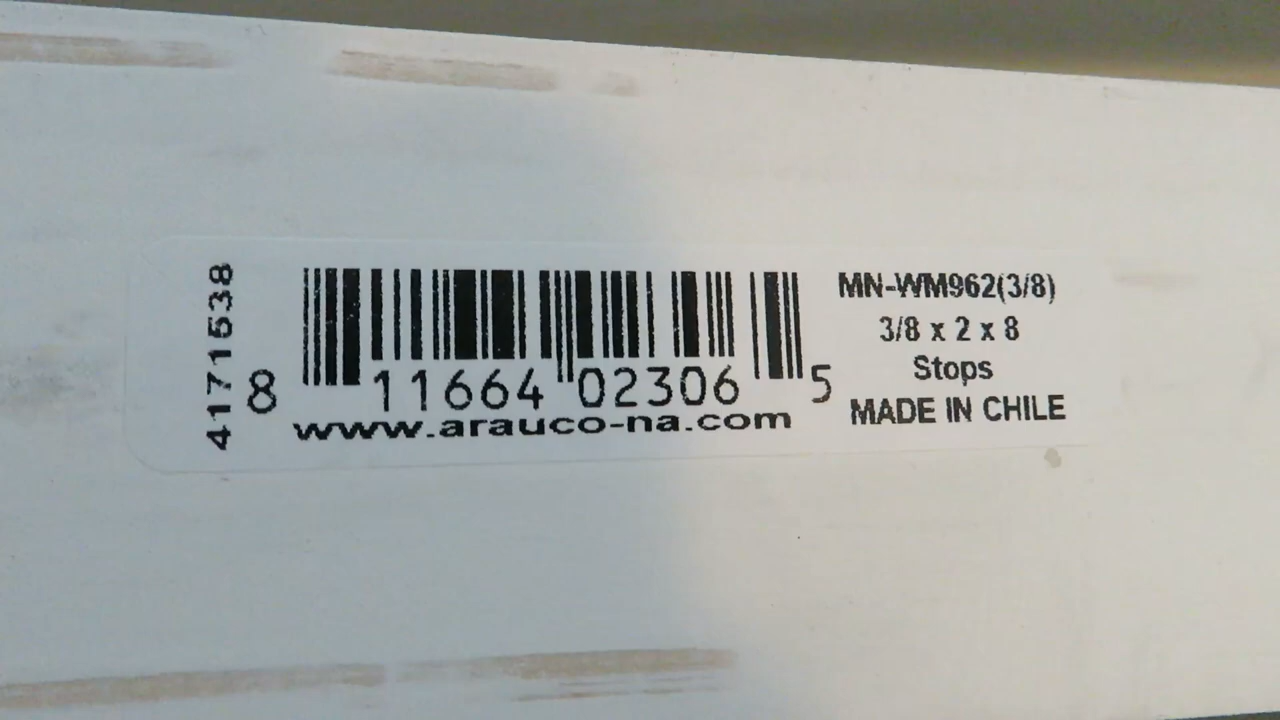 4171538
8 11664 02306 5
www.arauco-na.com
MN-WM962(3/8)
3/8 x 2 x 8
Stops
MADE IN CHILE